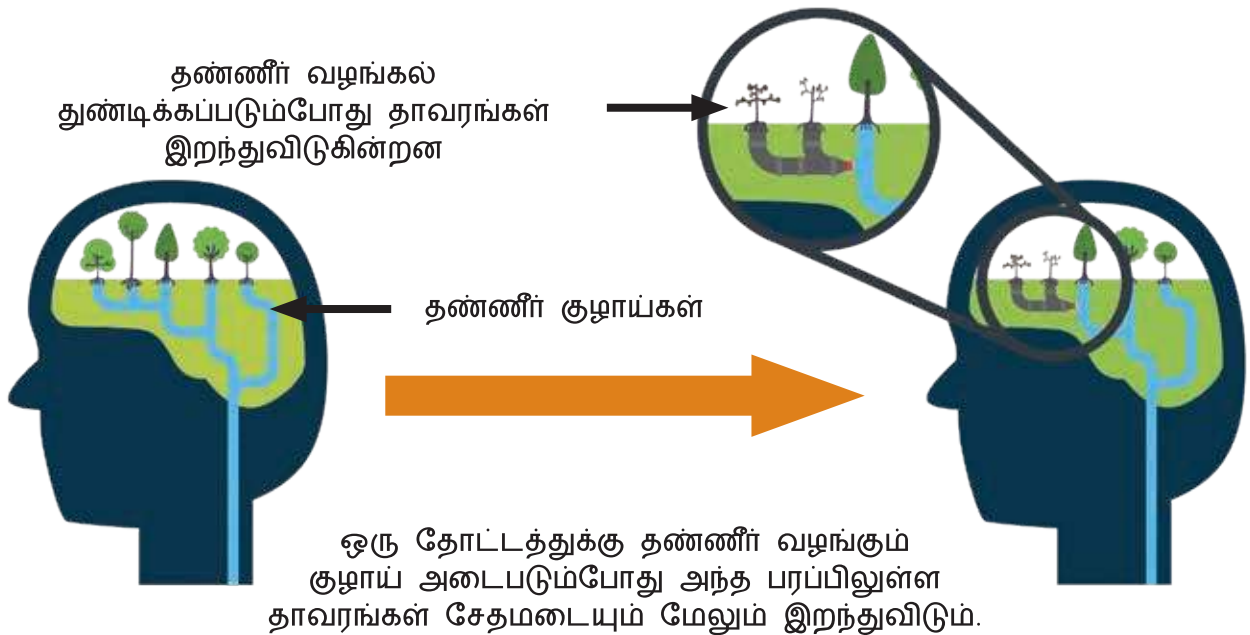 தண்ணீர் வழங்கல்
துண்டிக்கப்படும்போது தாவரங்கள்
இறந்துவிடுகின்றன
தண்ணீர் குழாய்கள்
ஒரு தோட்டத்துக்கு தண்ணீர் வழங்கும்
குழாய் அடைபடும்போது அந்த பரப்பிலுள்ள
தாவரங்கள் சேதமடையும் மேலும் இறந்துவிடும்.